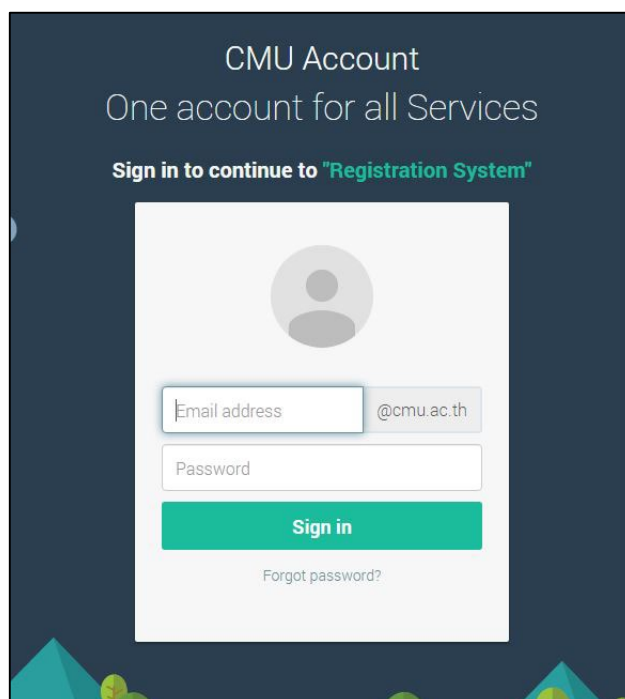 CMU Account
One account for all Services
Sign in to continue to "Registration System"
Email address @cmu.ac.th
Password
Sign in
Forgot password?